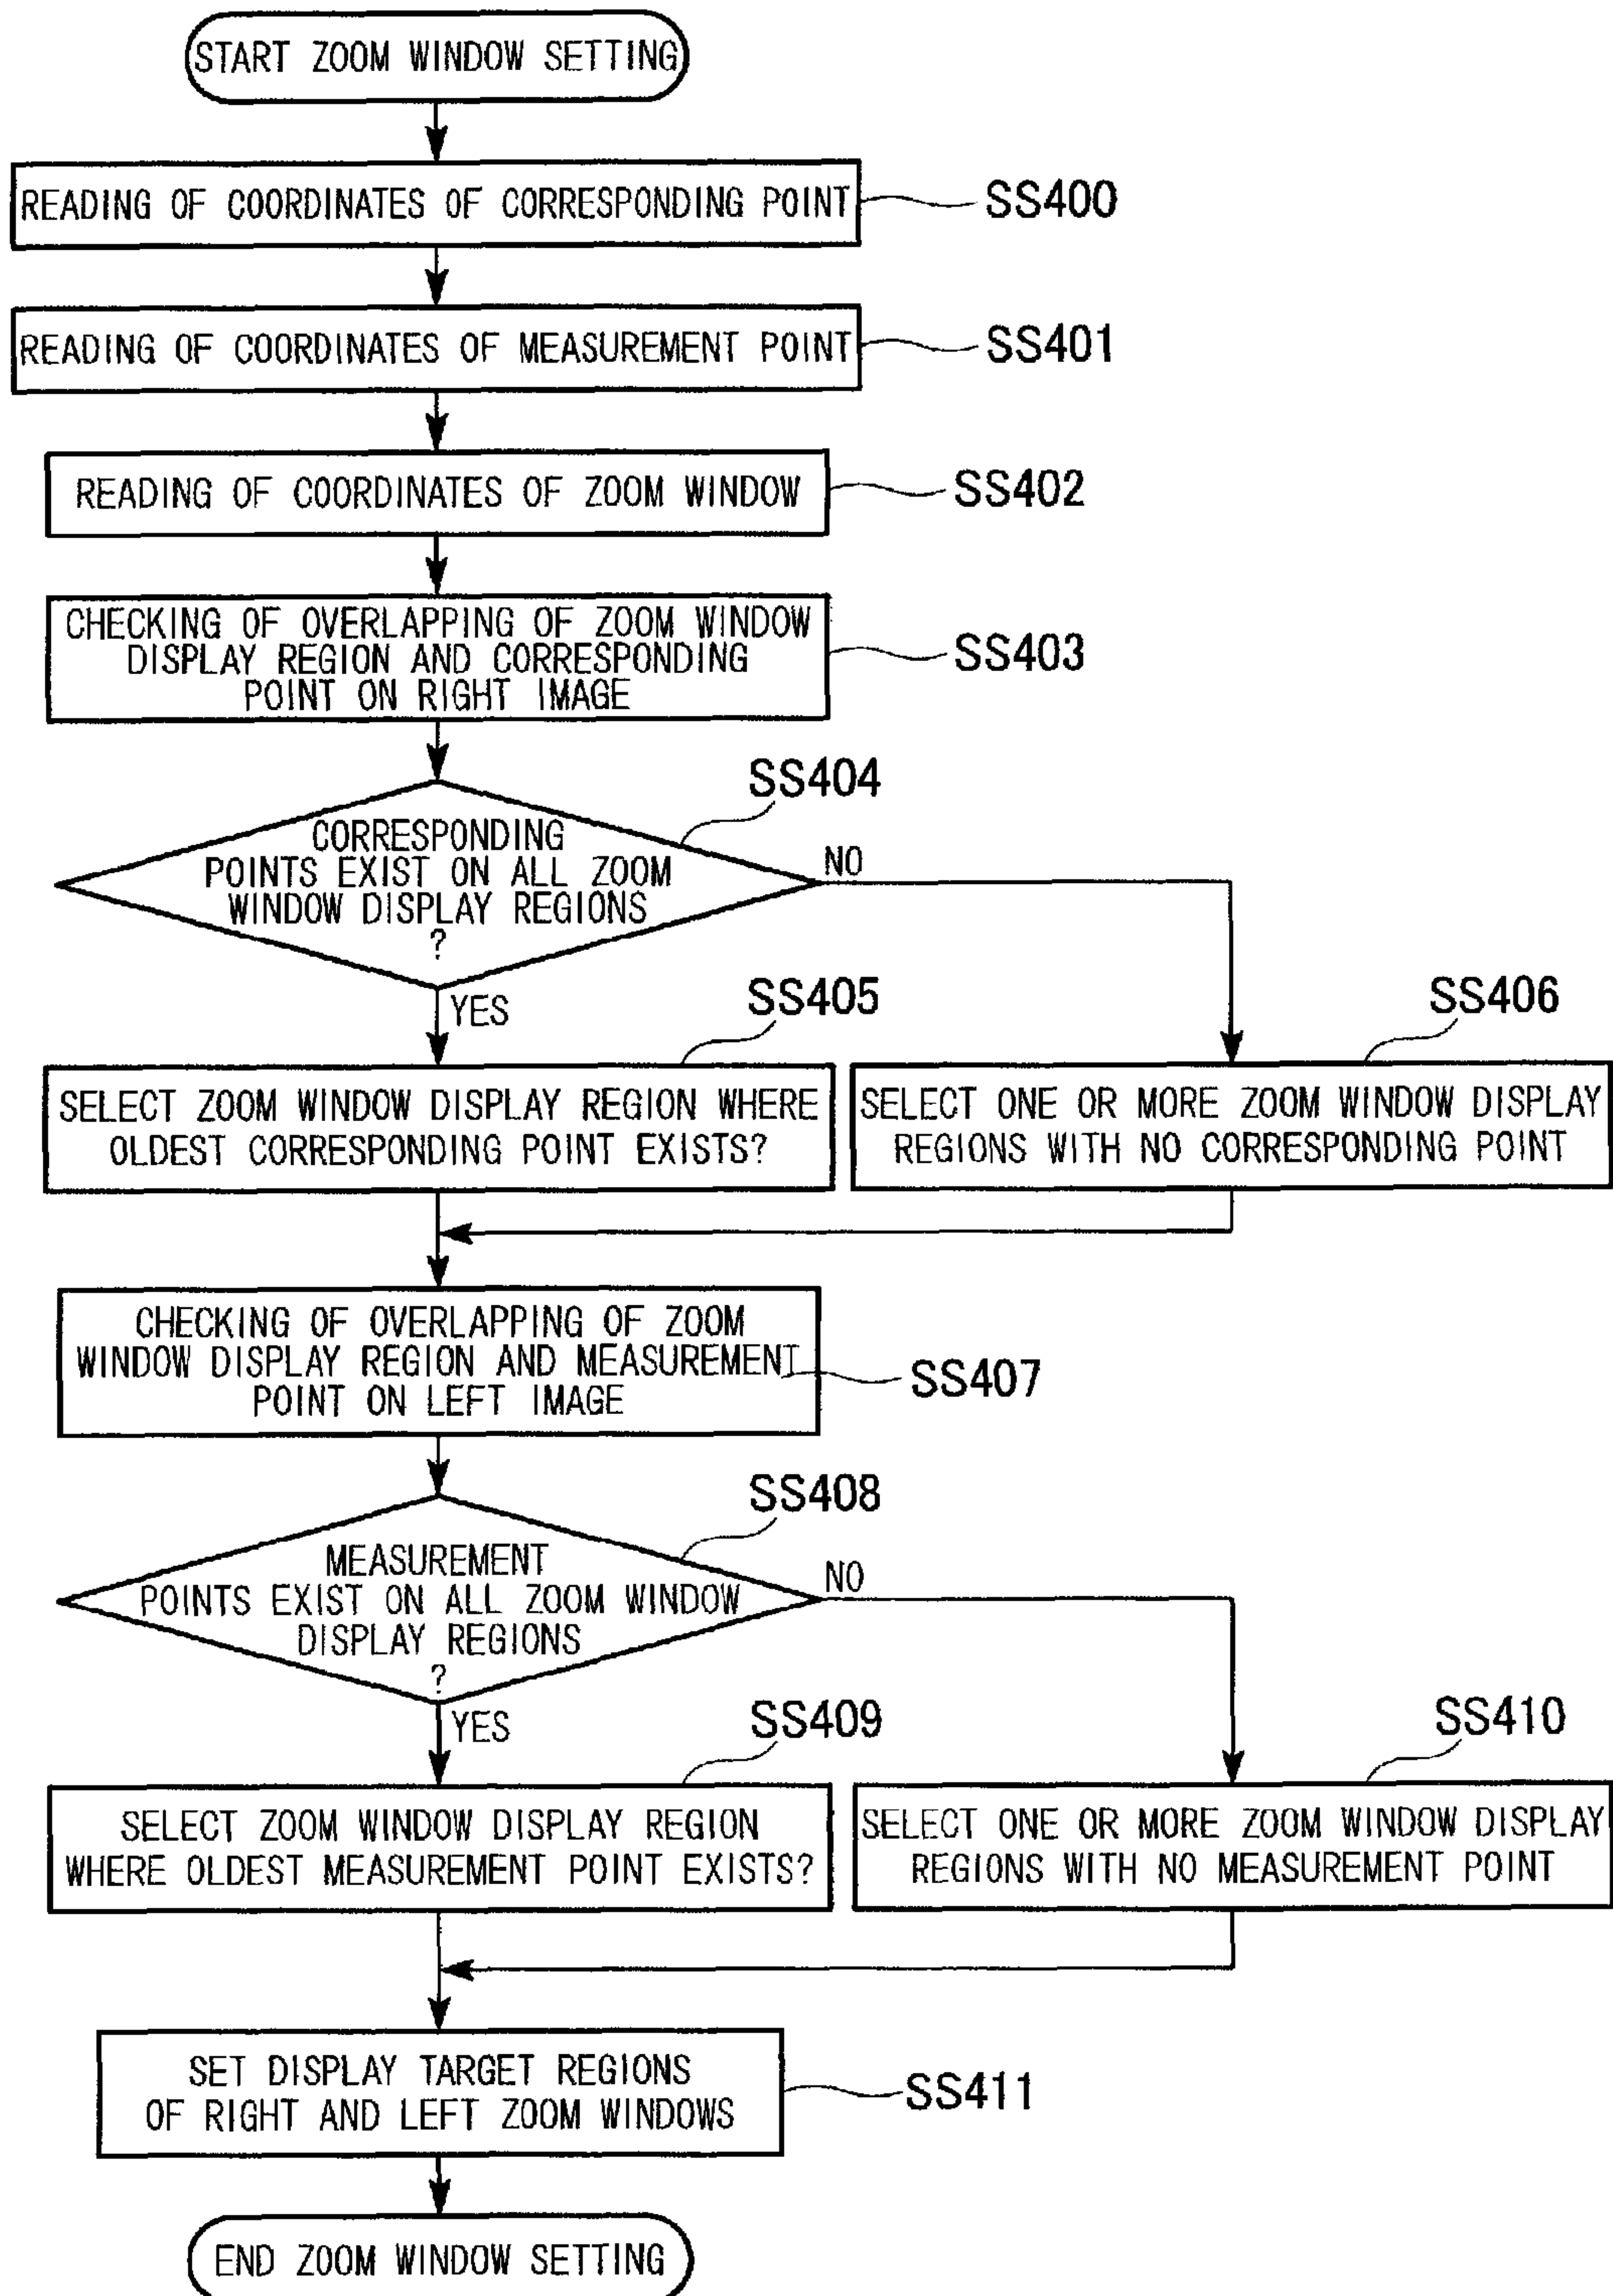 START ZOOM WINDOW SETTING
READING OF COORDINATES OF CORRESPONDING POINT
SS400
READING OF COORDINATES OF MEASUREMENT POINT
SS401
READING OF COORDINATES OF ZOOM WINDOW
SS402
CHECKING OF OVERLAPPING OF ZOOM WINDOW
DISPLAY REGION AND CORRESPONDING
POINT ON RIGHT IMAGE
SS403
SS404
CORRESPONDING
POINTS EXIST ON ALL ZOOM
WINDOW DISPLAY REGIONS
?
NO
YES
SS405
SELECT ZOOM WINDOW DISPLAY REGION WHERE
OLDEST CORRESPONDING POINT EXISTS?
SS406
SELECT ONE OR MORE ZOOM WINDOW DISPLAY
REGIONS WITH NO CORRESPONDING POINT
CHECKING OF OVERLAPPING OF ZOOM
WINDOW DISPLAY REGION AND MEASUREMENT
POINT ON LEFT IMAGE
SS407
SS408
MEASUREMENT
POINTS EXIST ON ALL ZOOM WINDOW
DISPLAY REGIONS
?
NO
YES
SS409
SELECT ZOOM WINDOW DISPLAY REGION
WHERE OLDEST MEASUREMENT POINT EXISTS?
SS410
SELECT ONE OR MORE ZOOM WINDOW DISPLAY
REGIONS WITH NO MEASUREMENT POINT
SET DISPLAY TARGET REGIONS
OF RIGHT AND LEFT ZOOM WINDOWS
SS411
END ZOOM WINDOW SETTING